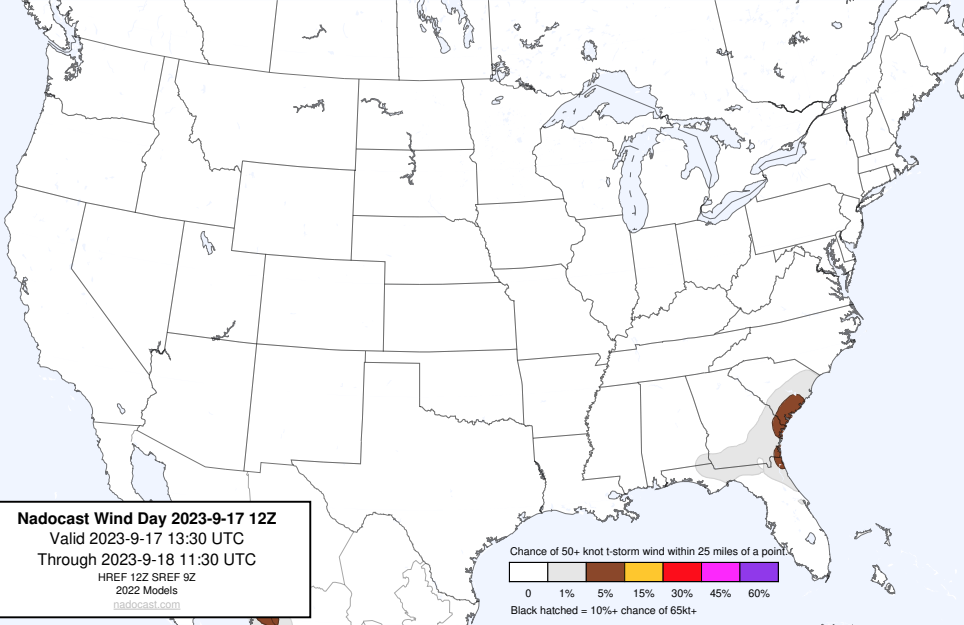 Nadocast Wind Day 2023-9-17 12Z
Valid 2023-9-17 13:30 UTC
Through 2023-9-18 11:30 UTC
HREF 12Z SREF 9Z
2022 Models
nadocast.com
Chance of 50+ knot t-storm wind within 25 miles of a point.
0 1% 5% 15% 30% 45% 60%
Black hatched = 10%+ chance of 65kt+